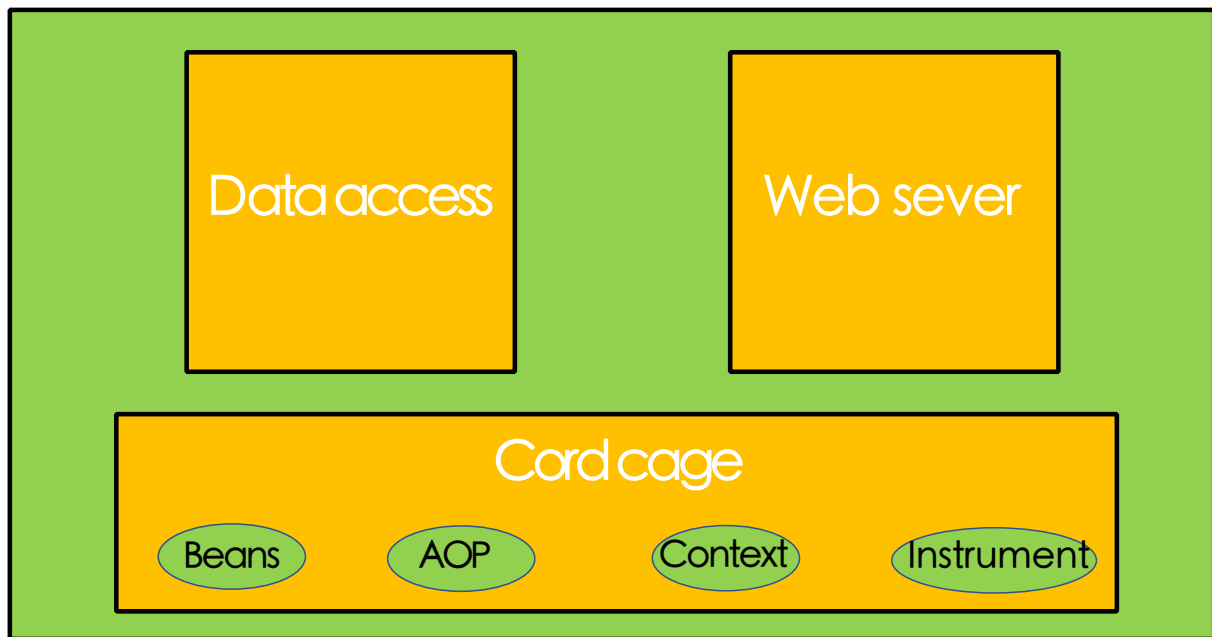 Data access
Web sever
Cord cage
Beans
AOP
Context
Instrument